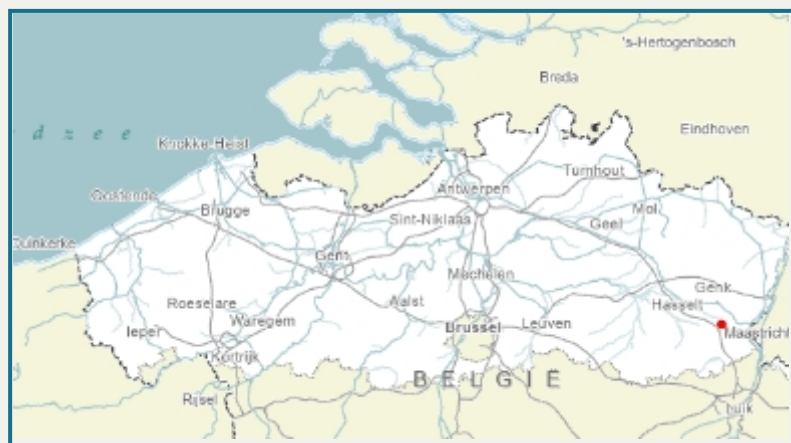 's-Hertogenbosch
Breda
dzee
Eindhoven
Knokke-Heist
Turnhout
Antwerpen
Oostende
Mol
Brugge
Sint-Niklaas
Geel
Duinkerke
Gent
Mechelen
Genk
Roeselare
Aalst
Hasselt
Ieper
Waregem
Brussel
Leuven
Maastricht
Kortrijk
BELGIË
Rijsel
Luik